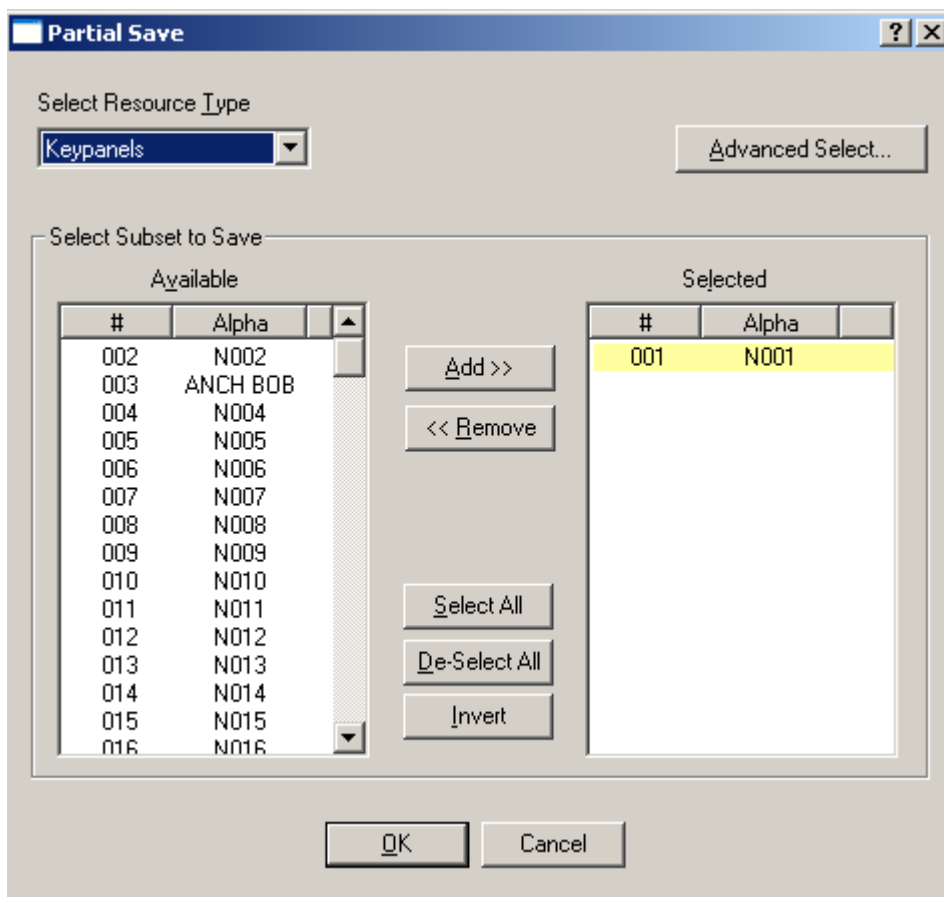 Partial Save
Select Resource Type
Keypanels
Advanced Select...
Select Subset to Save
Available
# Alpha
002 N002
003 ANCH BOB
004 N004
005 N005
006 N006
007 N007
008 N008
009 N009
010 N010
011 N011
012 N012
013 N013
014 N014
015 N015
016 N016
Add >>
<< Remove
Select All
De-Select All
Invert
Selected
# Alpha
001 N001
OK
Cancel